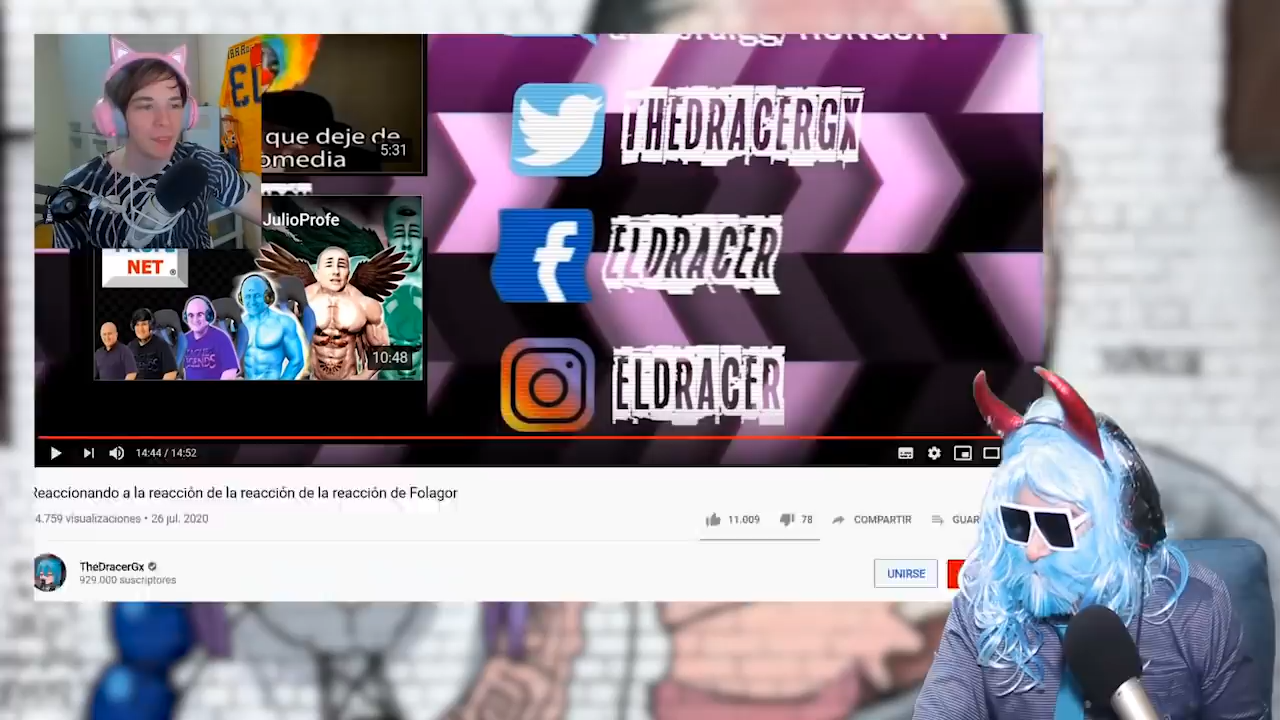 THEDRACERGX
que deje de
omedia
5:31
JulioProfe
ELDRACER
NET
ELDRACER
10:48
14:44 / 14:52
Reaccionando a la reacción de la reacción de la reacción de Folagor
4.759 visualizaciones • 26 jul. 2020
11.009
78
COMPARTIR
GUAR
TheDracerGx
929.000 suscriptores
UNIRSE